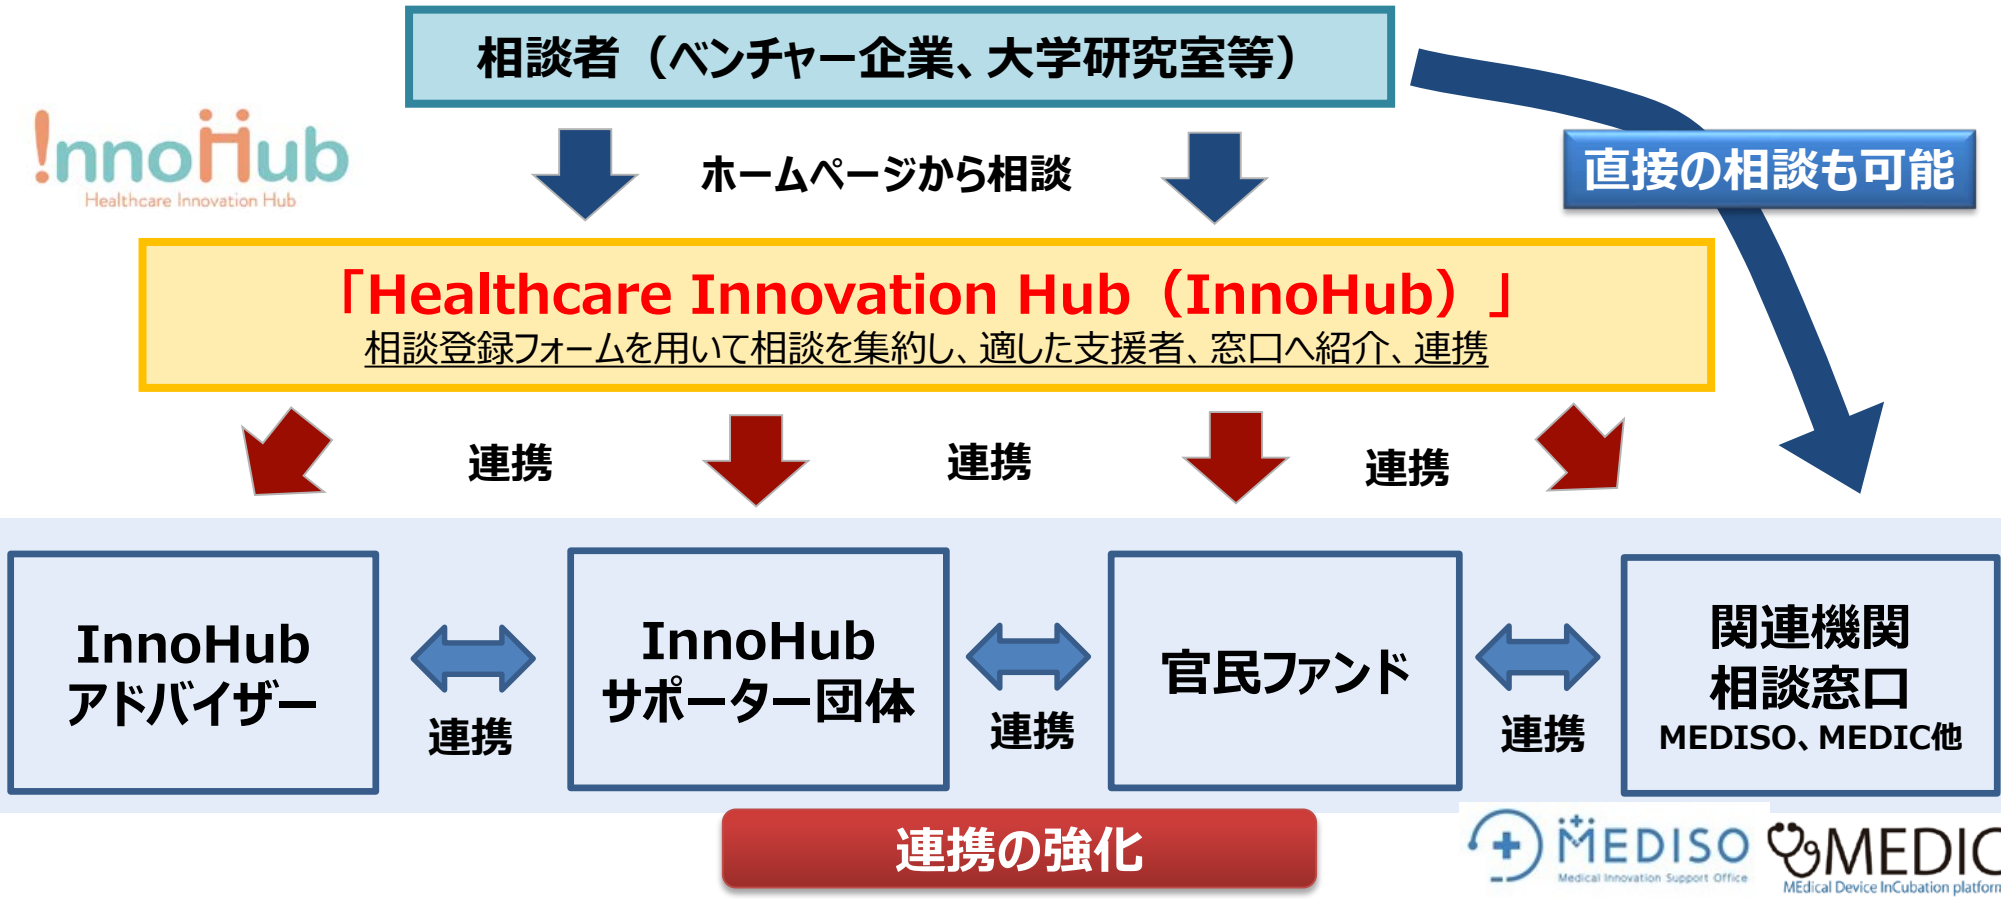 相談者（ベンチャー企業、大学研究室等）
InnoHub
Healthcare Innovation Hub
ホームページから相談
直接の相談も可能
「Healthcare Innovation Hub（InnoHub）」
相談登録フォームを用いて相談を集約し、適した支援者、窓口へ紹介、連携
連携
連携
連携
InnoHub
アドバイザー
連携
InnoHub
サポーター団体
連携
官民ファンド
連携
関連機関
相談窓口
MEDISO、MEDIC他
連携の強化
MEDISO
Medical Innovation Support Office
MEDIC
MEdical Device InCubation platform